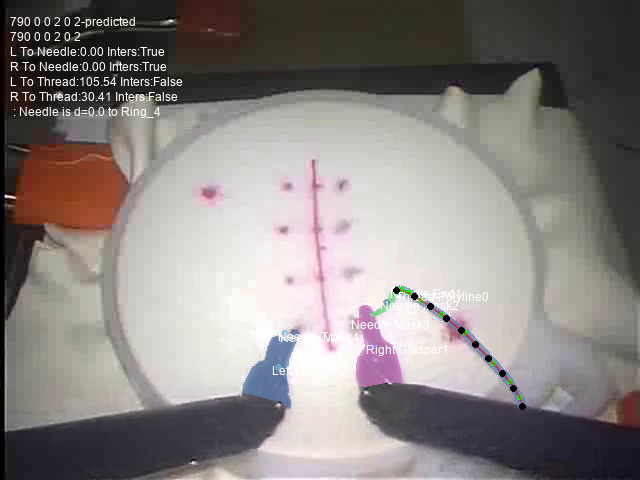 790 0 0 2 0 2-predicted
790 0 0 2 0 2
L To Needle:0.00 Inters:True
R To Needle:0.00 Inters:True
L To Thread:105.54 Inters:False
R To Thread:30.41 Inters:False
: Needle is d=0.0 to Ring_4
Needle Mask3
Right Grasper1